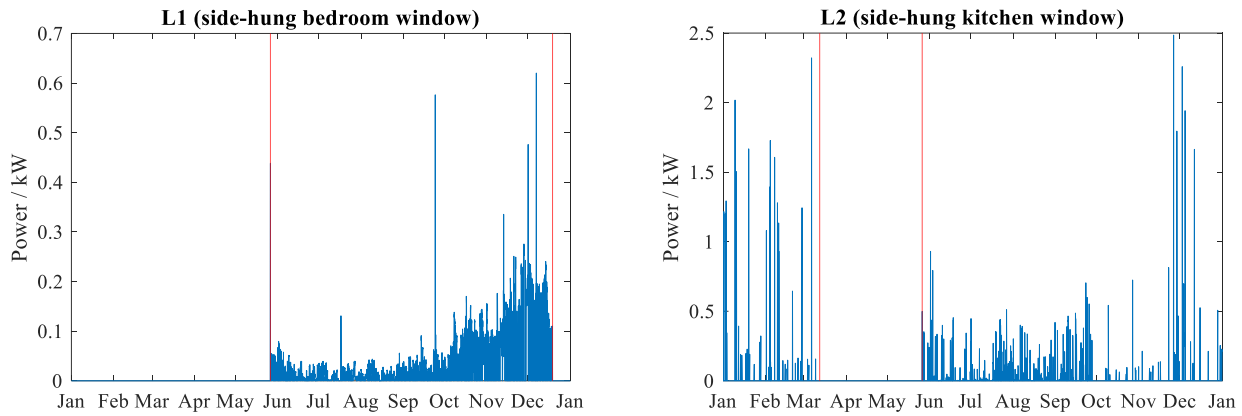 L1 (side-hung bedroom window)
0.7
0.6
0.5
0.4
0.3
0.2
0.1
0
Power / kW
Jan Feb Mar Apr May Jun Jul Aug Sep Oct Nov Dec Jan
L2 (side-hung kitchen window)
2.5
2
1.5
1
0.5
0
Power / kW
Jan Feb Mar Apr May Jun Jul Aug Sep Oct Nov Dec Jan